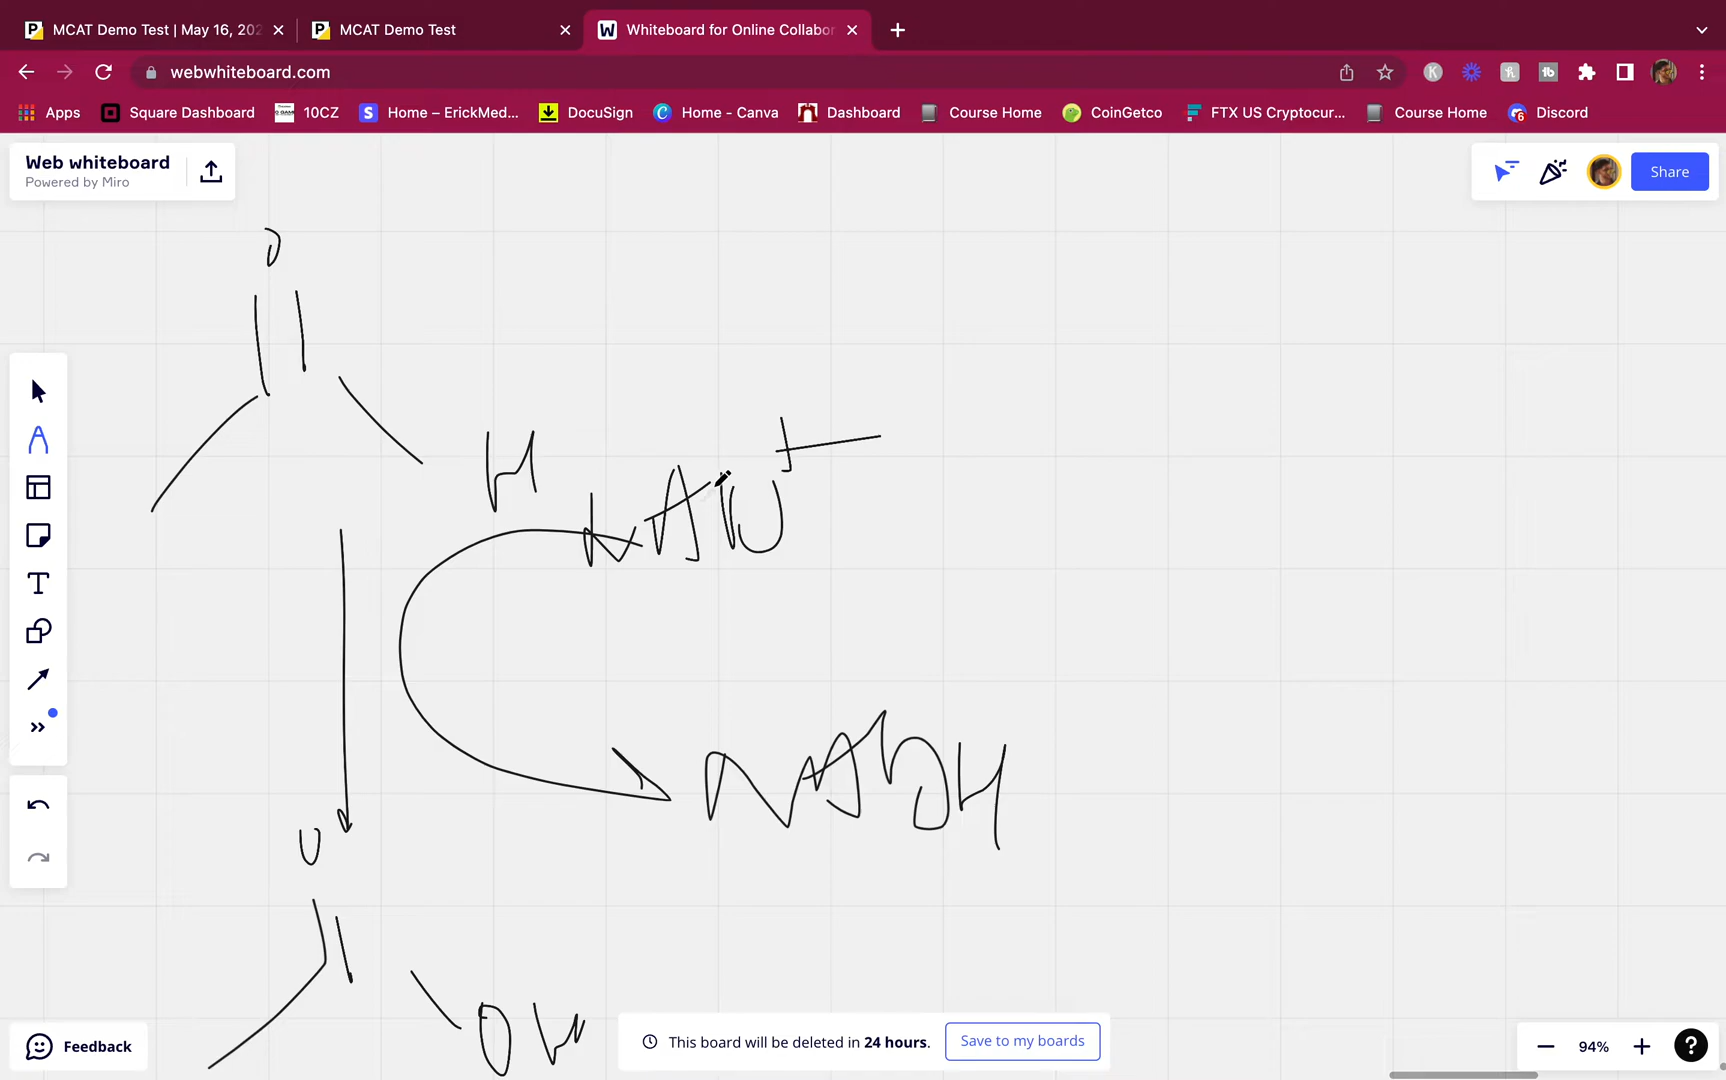 MCAT Demo Test | May 16, 202
MCAT Demo Test
Whiteboard for Online Collabor
webwhiteboard.com
Apps
Square Dashboard
10CZ
Home – ErickMed...
DocuSign
Home - Canva
Dashboard
Course Home
CoinGetco
FTX US Cryptocur...
Course Home
Discord
Web whiteboard
Powered by Miro
Share
O
H
NAD+
NADH
O
OH
Feedback
This board will be deleted in 24 hours.
Save to my boards
94%